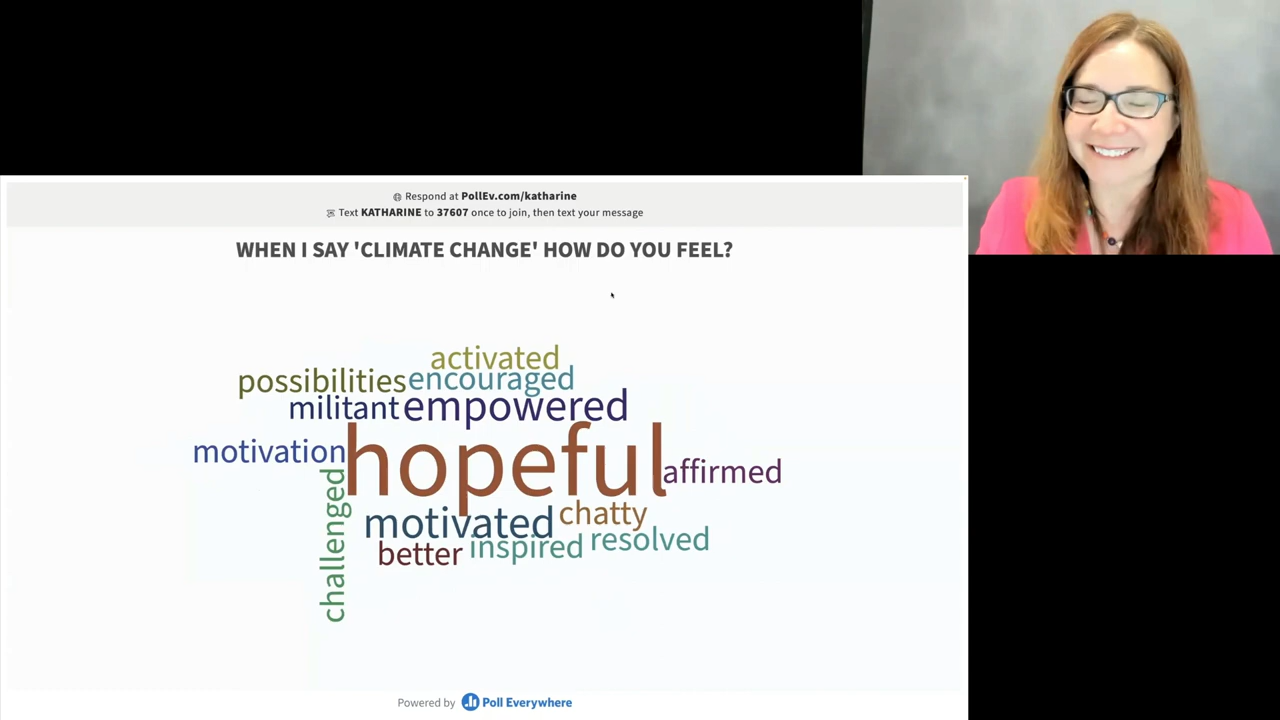 Respond at PollEv.com/katharine
Text KATHARINE to 37607 once to join, then text your message
WHEN I SAY 'CLIMATE CHANGE' HOW DO YOU FEEL?
activated
possibilities encouraged
militant empowered
motivation hopeful affirmed
challenged
motivated chatty
better inspired resolved
Powered by Poll Everywhere